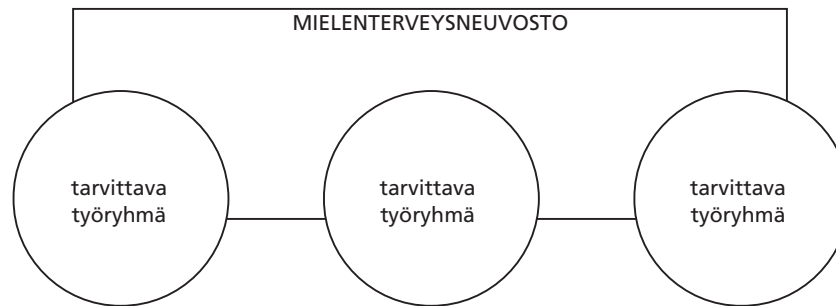 MIELENTERVEYSNEUVOSTO
tarvittava
työryhmä
tarvittava
työryhmä
tarvittava
työryhmä